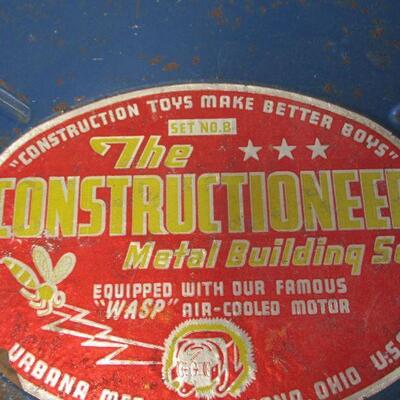 "CONSTRUCTION TOYS MAKE BETTER BOYS"
SET NO.8
The
CONSTRUCTIONEER
Metal Building Se
EQUIPPED WITH OUR FAMOUS
"WASP" AIR-COOLED MOTOR
URBANA OHIO U.S.